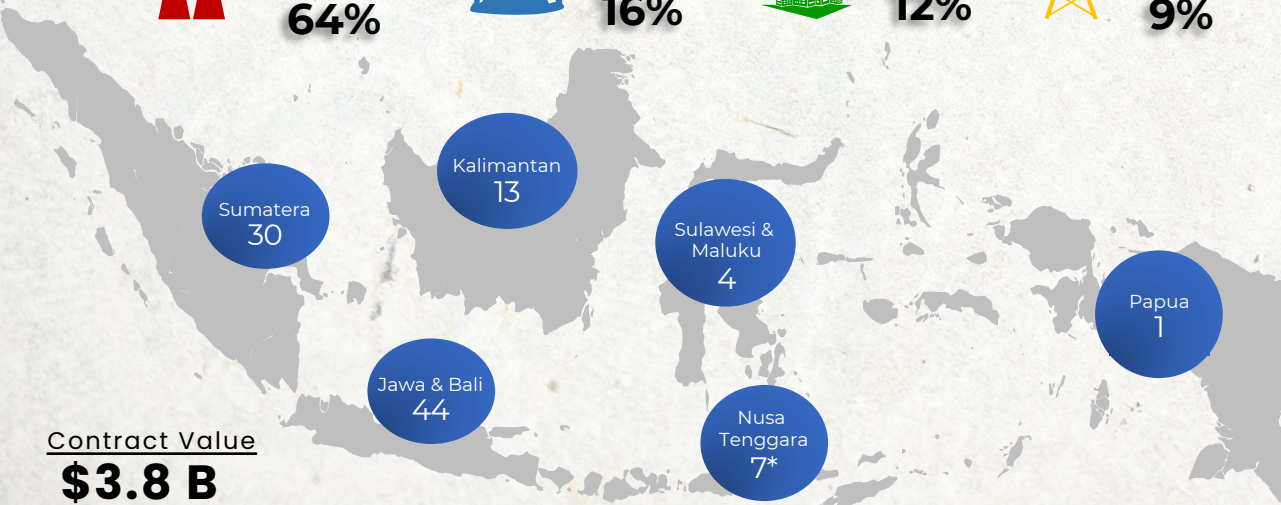 64%
16%
12%
9%
Kalimantan
13
Sumatera
30
Sulawesi &
Maluku
4
Papua
1
Jawa & Bali
44
Nusa
Tenggara
7*
Contract Value
$3.8 B